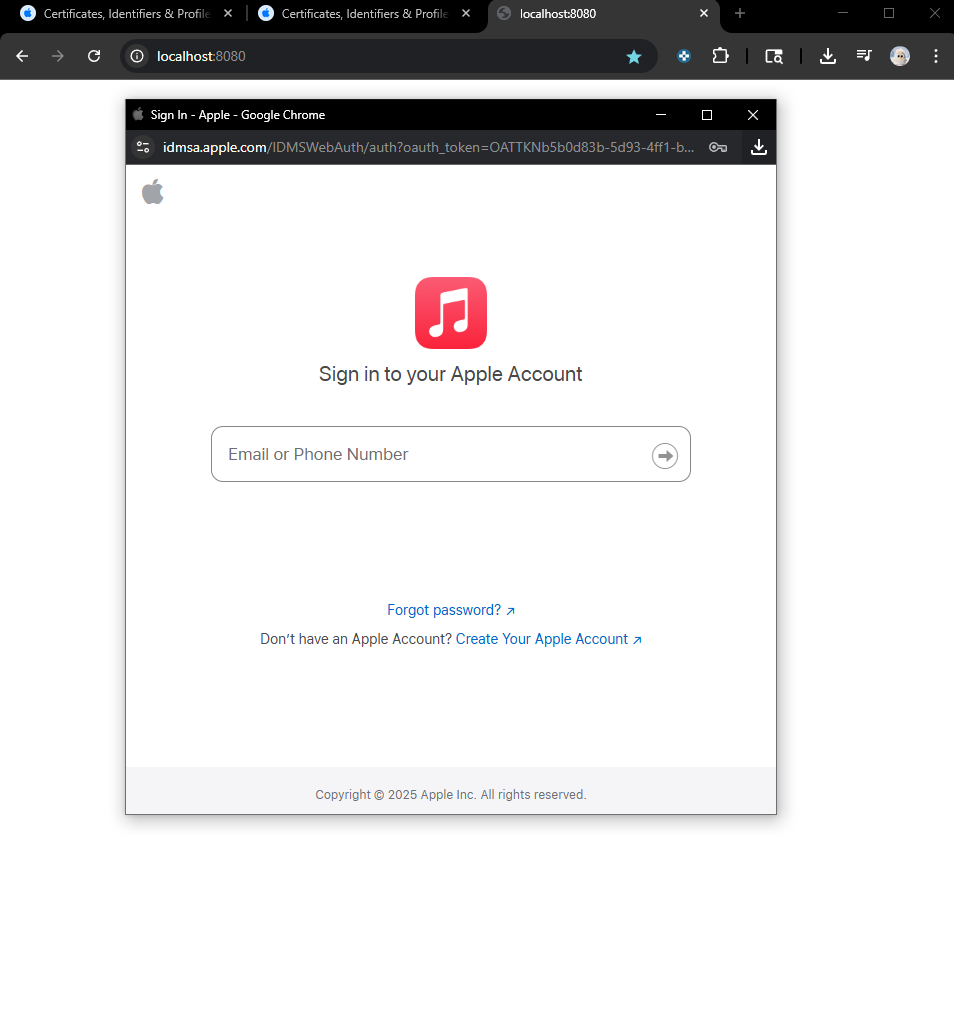 Certificates, Identifiers & Profile
Certificates, Identifiers & Profile
localhost:8080
localhost:8080
Sign In - Apple - Google Chrome
idmsa.apple.com/IDMSWebAuth/auth?oauth_token=OATTKNb5b0d83b-5d93-4ff1-b...
Sign in to your Apple Account
Email or Phone Number
Forgot password? ↗
Don’t have an Apple Account? Create Your Apple Account ↗
Copyright © 2025 Apple Inc. All rights reserved.